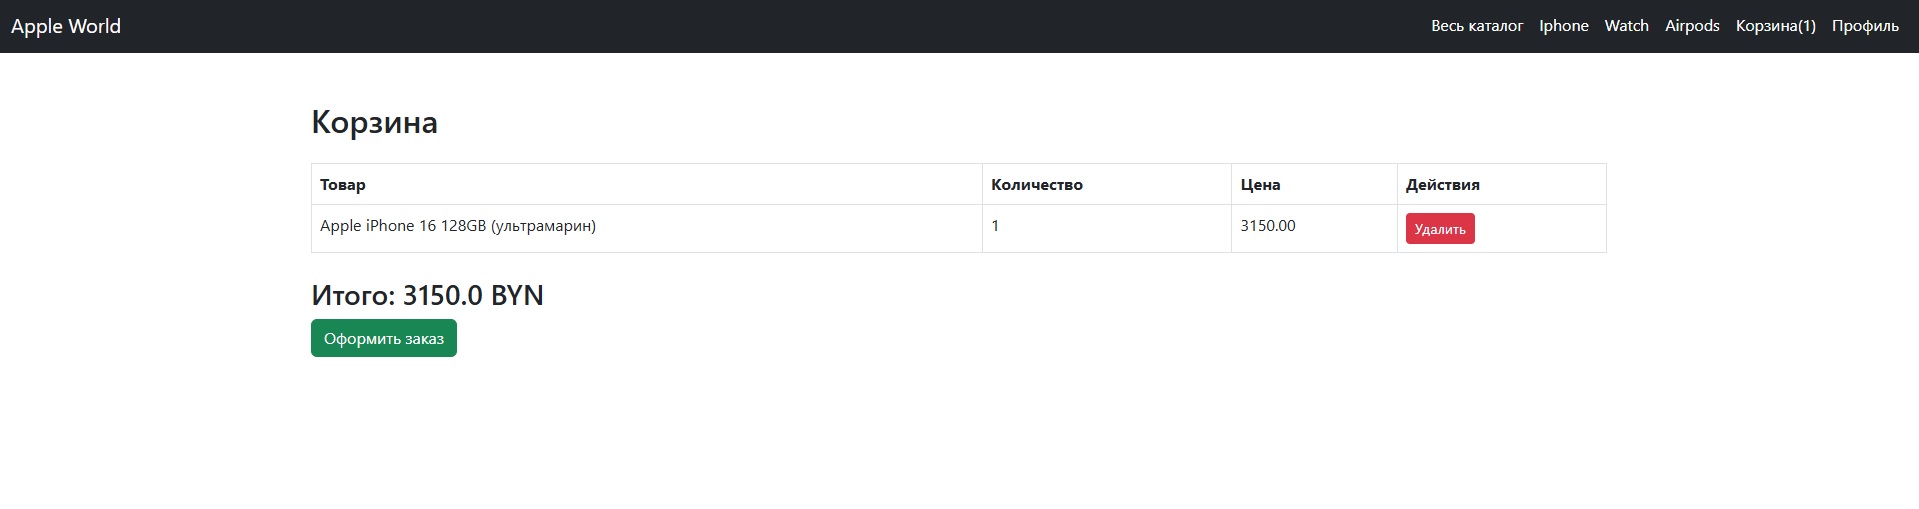 Apple World Весь каталог Iphone Watch Airpods Корзина(1) Профиль
Корзина
Товар Количество Цена Действия
Apple iPhone 16 128GB (ультрамарин) 1 3150.00 Удалить
Итого: 3150.0 BYN
Оформить заказ